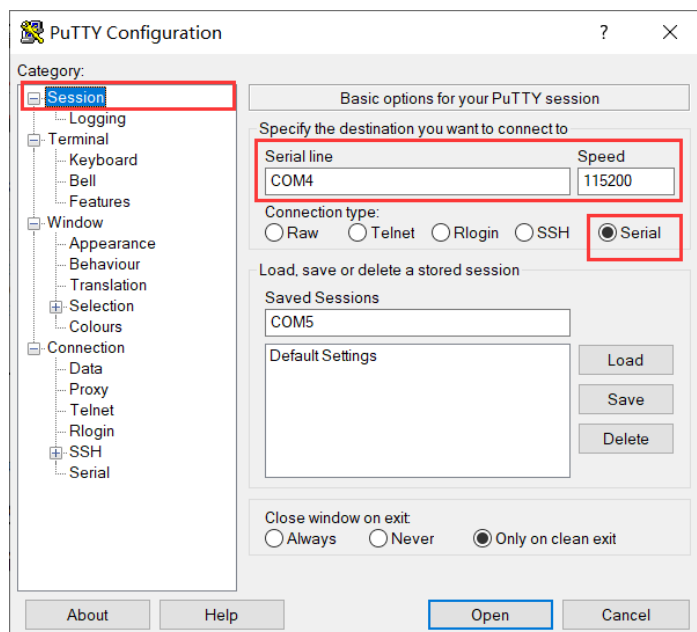 PuTTY Configuration
?
Category:
Session
Logging
Terminal
Keyboard
Bell
Features
Window
Appearance
Behaviour
Translation
Selection
Colours
Connection
Data
Proxy
Telnet
Rlogin
SSH
Serial
Basic options for your PuTTY session
Specify the destination you want to connect to
Serial line Speed
COM4 115200
Connection type:
Raw Telnet Rlogin SSH Serial
Load, save or delete a stored session
Saved Sessions
COM5
Default Settings
Load
Save
Delete
Close window on exit:
Always Never Only on clean exit
About Help Open Cancel